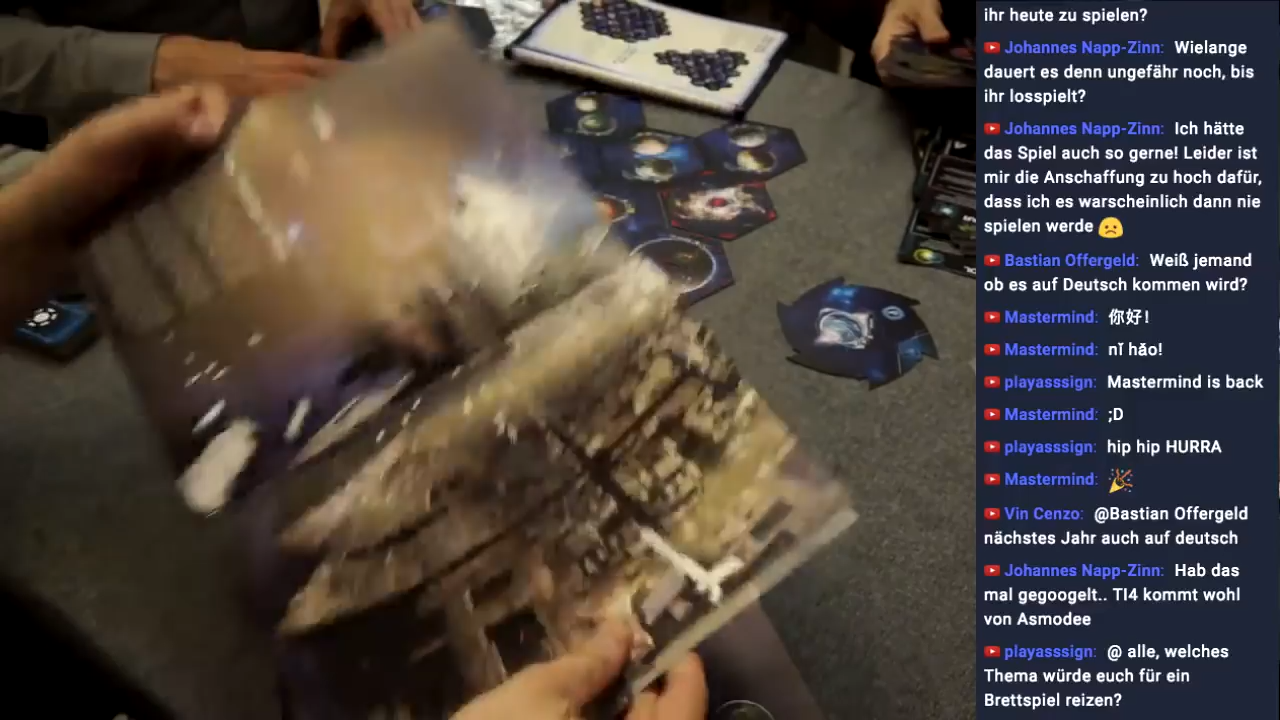 ihr heute zu spielen?
Johannes Napp-Zinn: Wielange
dauert es denn ungefähr noch, bis
ihr losspielt?
Johannes Napp-Zinn: Ich hätte
das Spiel auch so gerne! Leider ist
mir die Anschaffung zu hoch dafür,
dass ich es warscheinlich dann nie
spielen werde ☹️
Bastian Offergeld: Weiß jemand
ob es auf Deutsch kommen wird?
Mastermind: 你好!
Mastermind: nǐ hǎo!
playasssign: Mastermind is back
Mastermind: ;D
playasssign: hip hip HURRA
Mastermind: 🎉
Vin Cenzo: @Bastian Offergeld
nächstes Jahr auch auf deutsch
Johannes Napp-Zinn: Hab das
mal gegoogelt.. TI4 kommt wohl
von Asmodee
playasssign: @ alle, welches
Thema würde euch für ein
Brettspiel reizen?